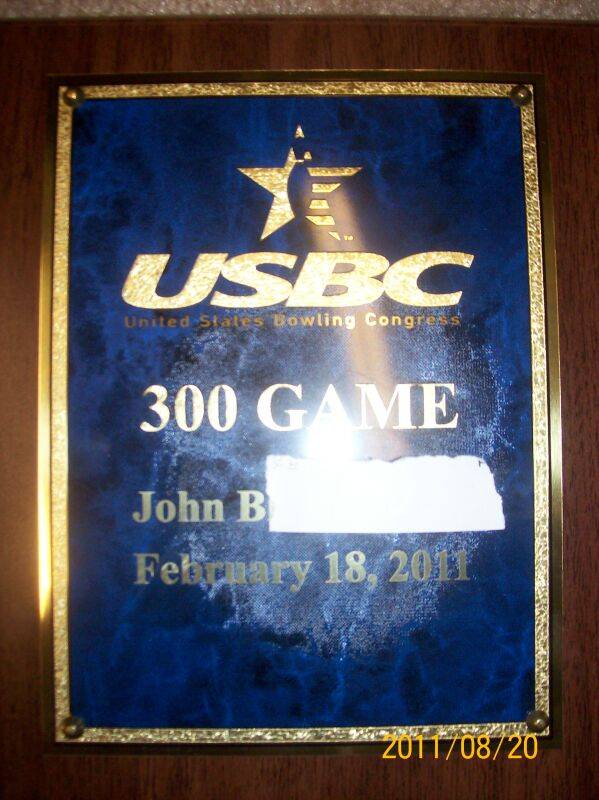 USBC
United States Bowling Congress
300 GAME
John B
February 18, 2011
2011/08/20